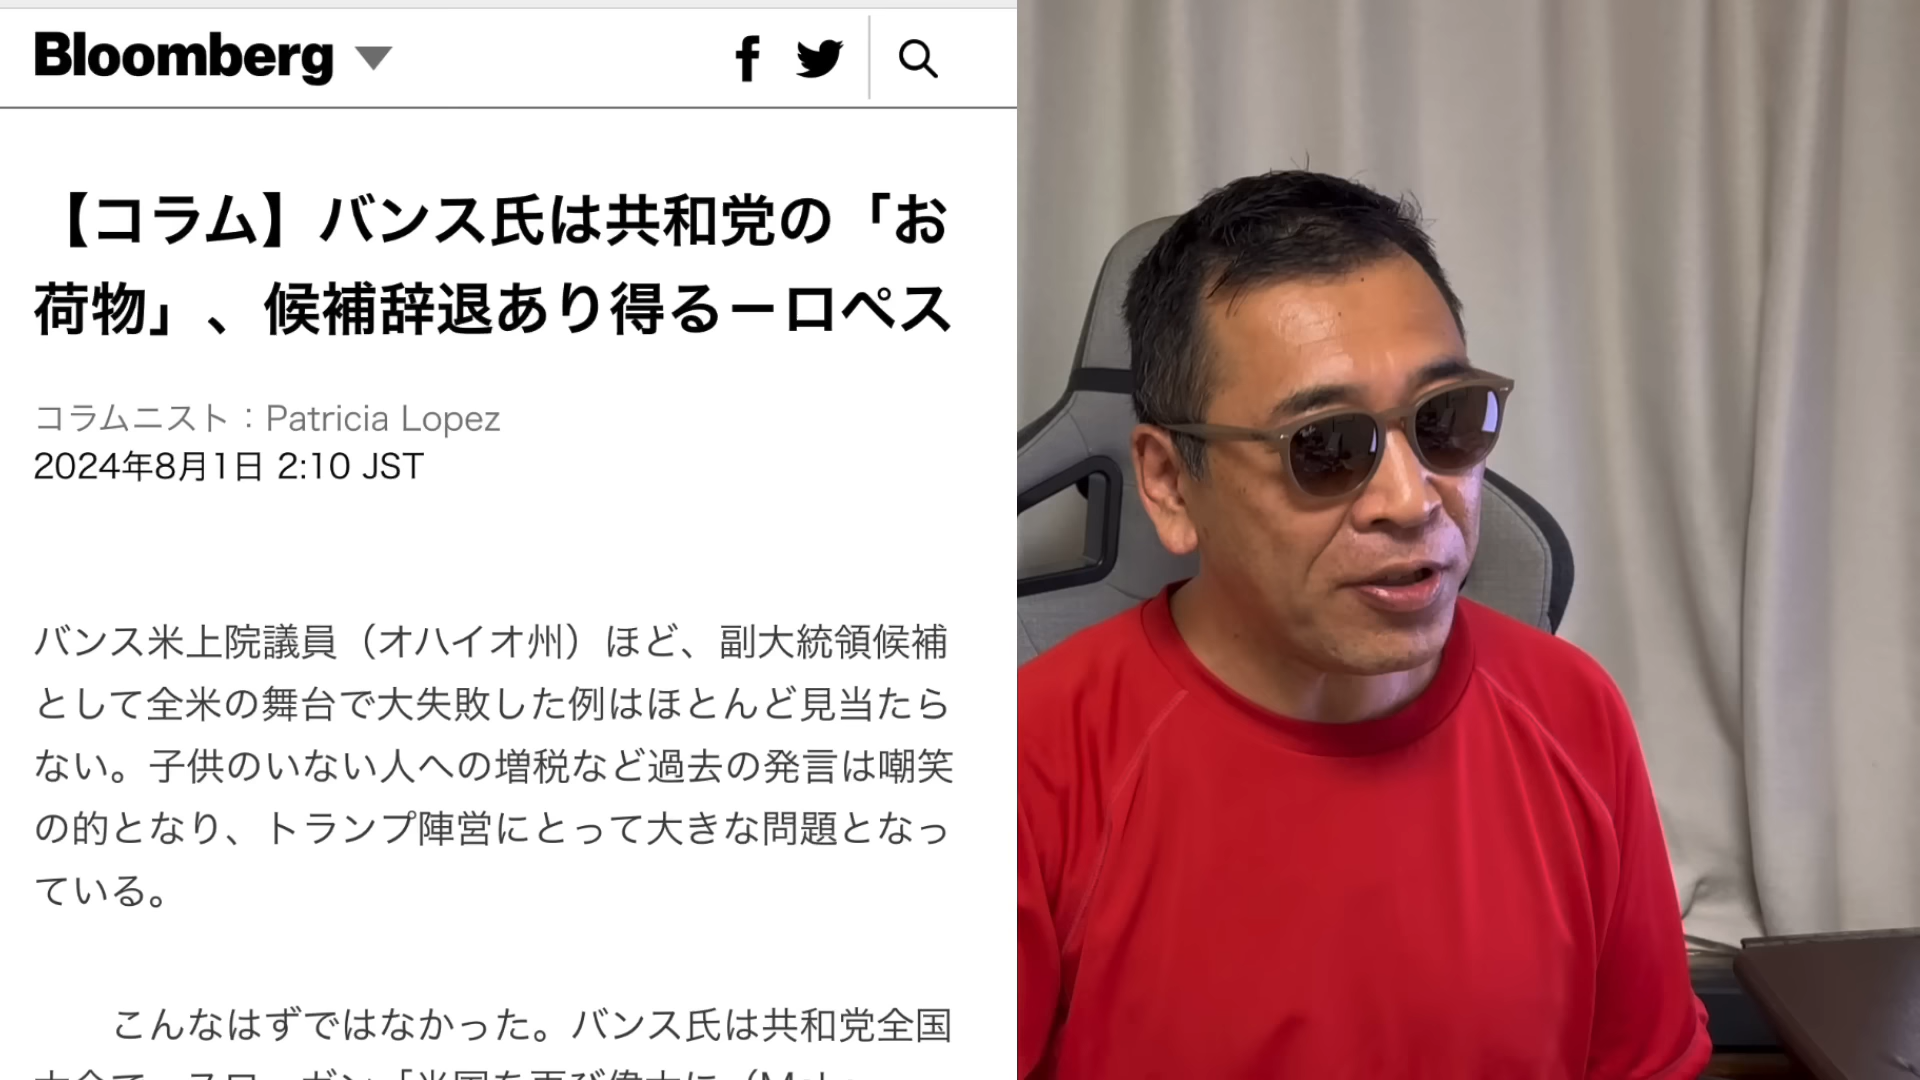 Bloomberg
【コラム】バンス氏は共和党の「お
荷物」、候補辞退あり得るーロペス
コラムニスト：Patricia Lopez
2024年8月1日 2:10 JST
バンス米上院議員（オハイオ州）ほど、副大統領候補
として全米の舞台で大失敗した例はほとんど見当たら
ない。子供のいない人への増税など過去の発言は嘲笑
の的となり、トランプ陣営にとって大きな問題となっ
ている。
こんなはずではなかった。バンス氏は共和党全国